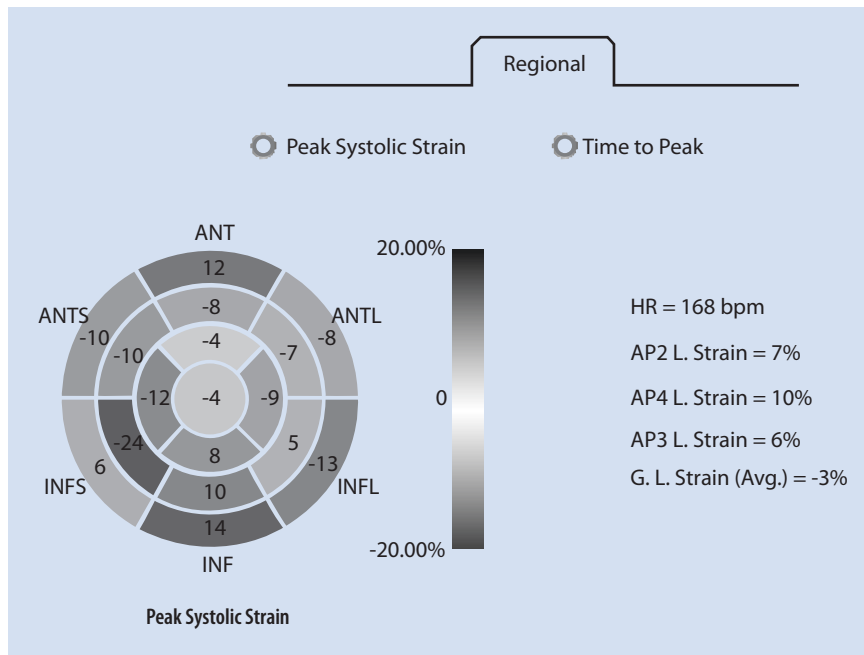 Regional
Peak Systolic Strain
Time to Peak
ANT
12
-8
-4
ANTS
-10
-10
ANTL
-8
-7
-12
-4
-9
INFS
6
-24
8
5
-13
INFL
10
14
INF
Peak Systolic Strain
20.00%
0
-20.00%
HR = 168 bpm
AP2 L. Strain = 7%
AP4 L. Strain = 10%
AP3 L. Strain = 6%
G. L. Strain (Avg.) = -3%